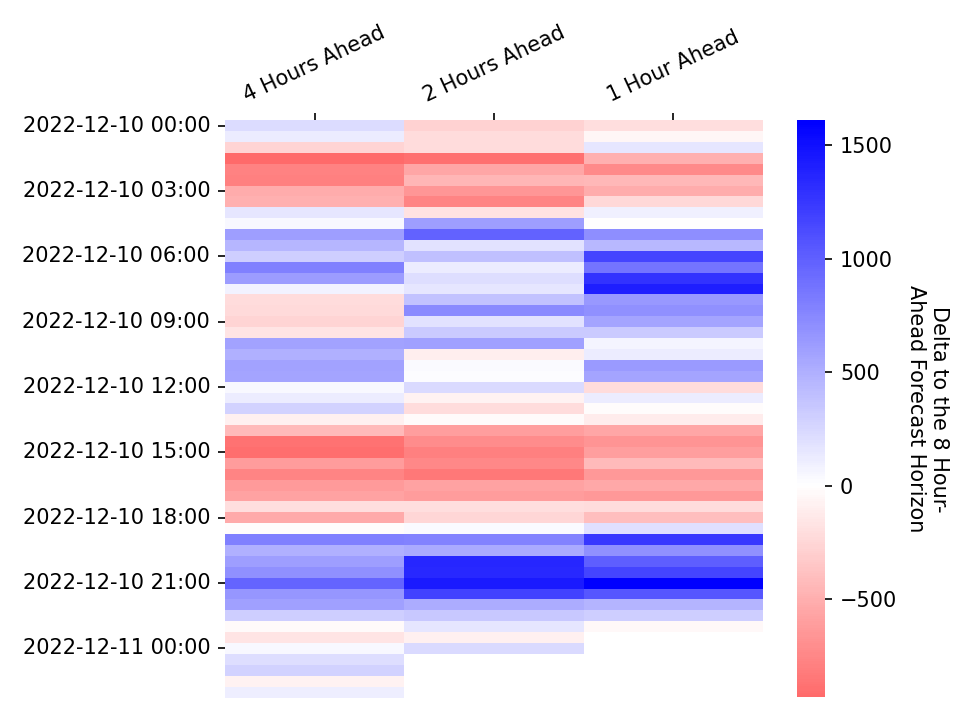 4 Hours Ahead
2 Hours Ahead
1 Hour Ahead
2022-12-10 00:00
2022-12-10 03:00
2022-12-10 06:00
2022-12-10 09:00
2022-12-10 12:00
2022-12-10 15:00
2022-12-10 18:00
2022-12-10 21:00
2022-12-11 00:00
1500
1000
500
0
−500
Delta to the 8 Hour-
Ahead Forecast Horizon